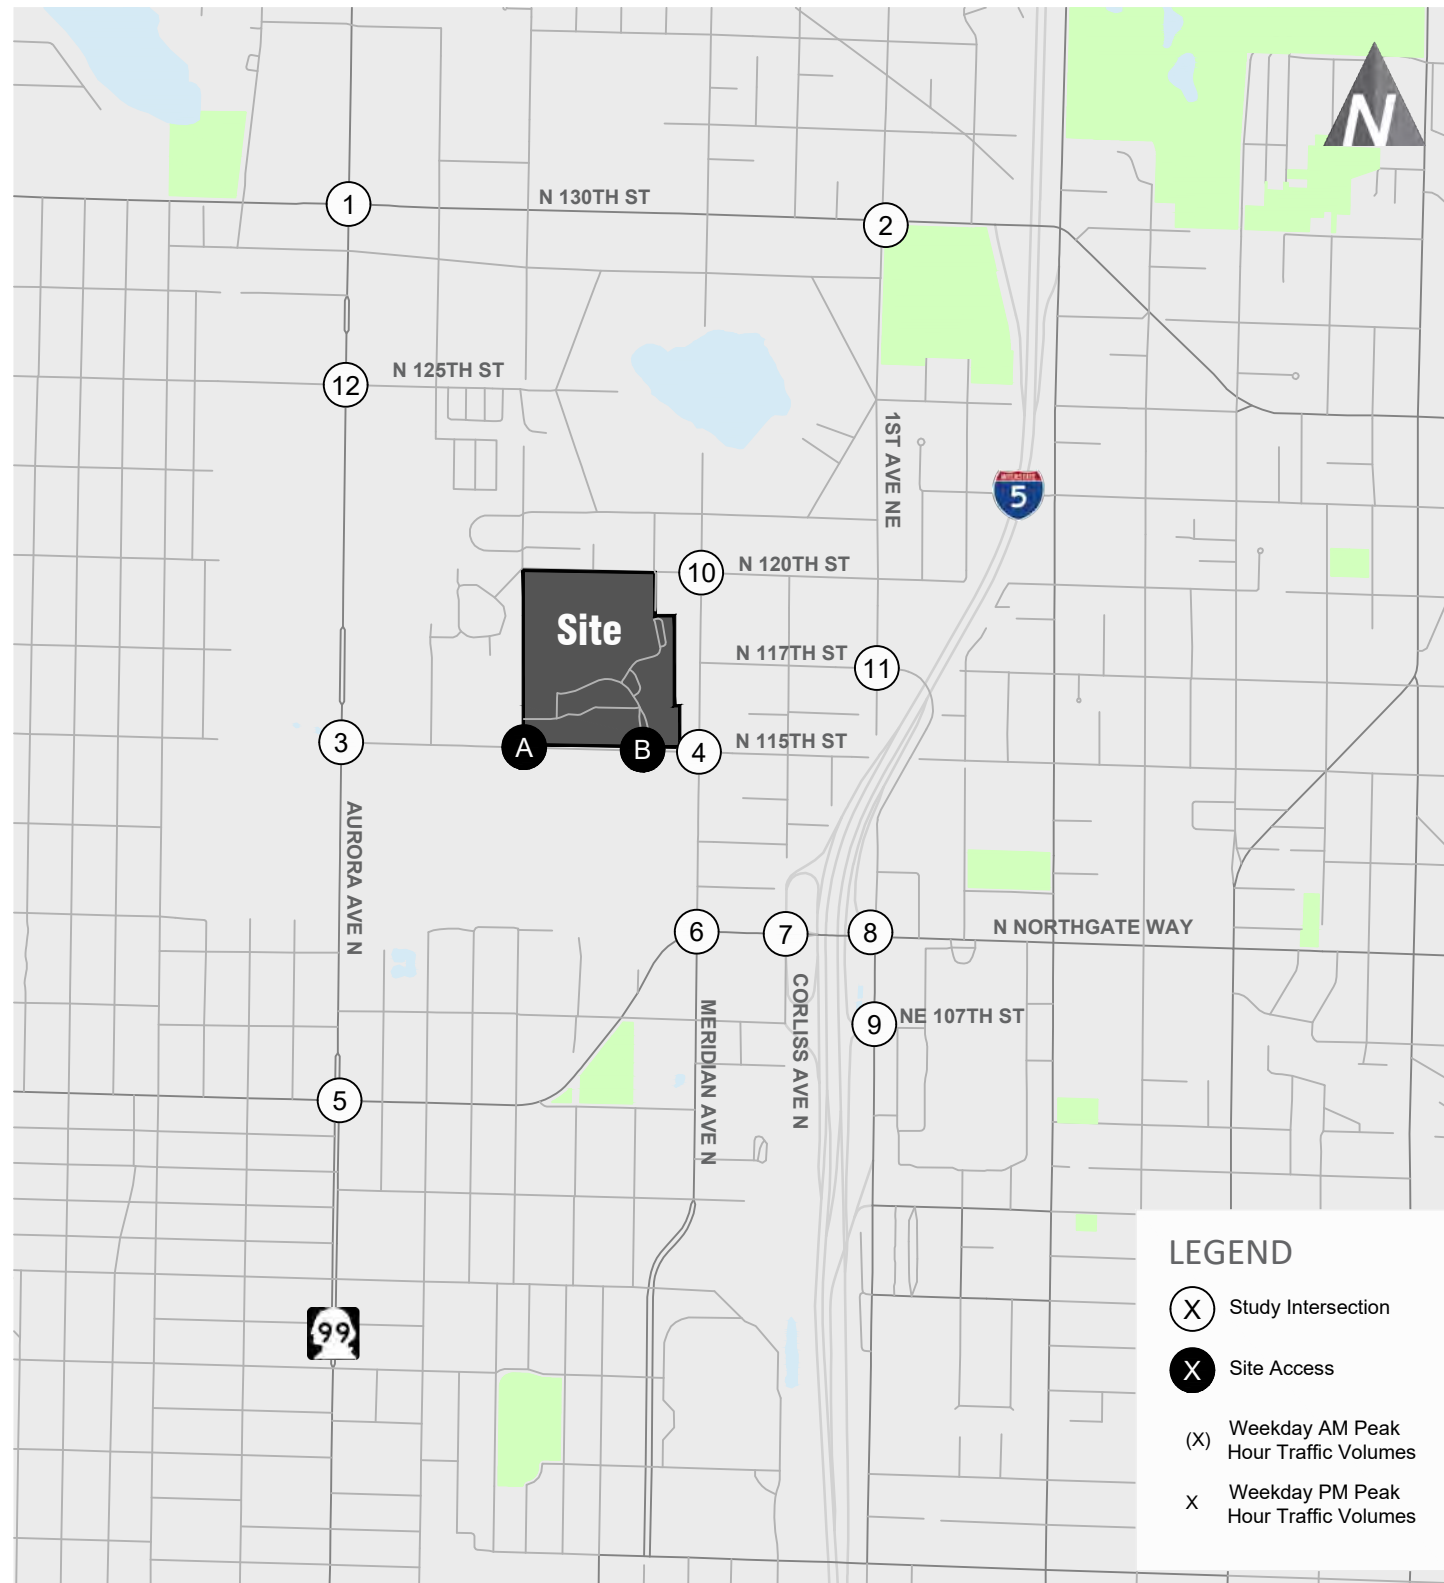 N
1
N 130TH ST
2
12
N 125TH ST
1ST AVE NE
INTERSTATE
5
10
N 120TH ST
Site
N 117TH ST
11
3
A
B
4
N 115TH ST
AURORA AVE N
6
7
8
N NORTHGATE WAY
MERIDIAN AVE N
CORLISS AVE N
9
NE 107TH ST
5
99
LEGEND
X Study Intersection
X Site Access
(X) Weekday AM Peak
Hour Traffic Volumes
X Weekday PM Peak
Hour Traffic Volumes